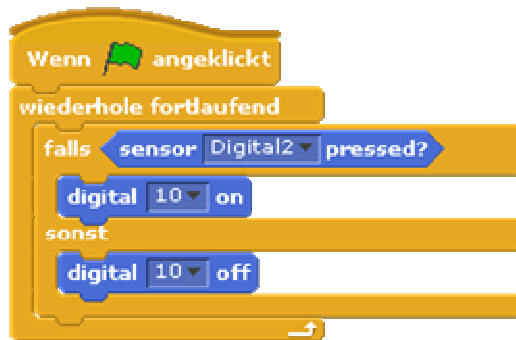 Wenn angeklickt
wiederhole fortlaufend
falls sensor Digital2 pressed?
digital 10 on
sonst
digital 10 off